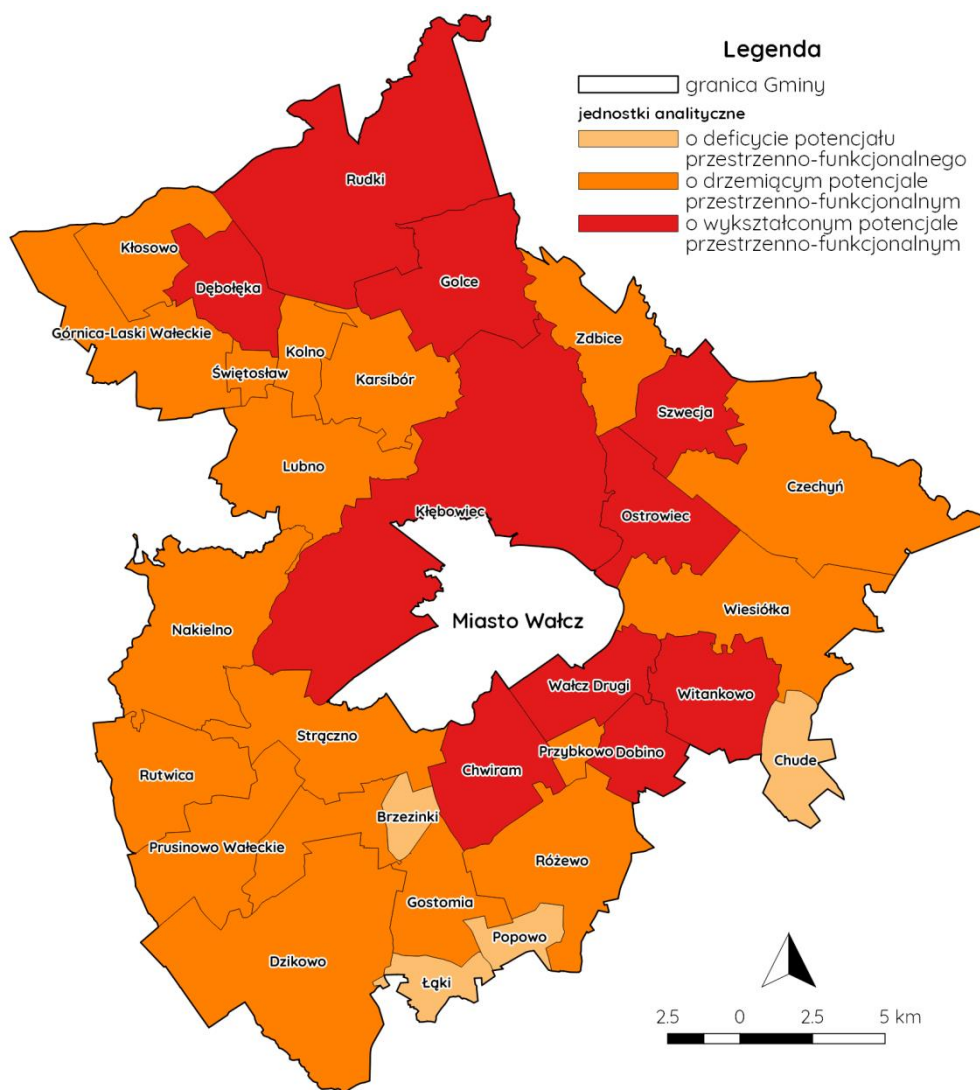 Legenda
granica Gminy
jednostki analityczne
o deficycie potencjału
przestrzenno-funkcjonalnego
o drzemiącym potencjale
przestrzenno-funkcjonalnym
o wykształconym potencjale
przestrzenno-funkcjonalnym
Rudki
Kłosowo
Dębołęka
Golce
Górnica-Laski Wałeckie
Kolno
Zdbice
Świętosław
Karsibór
Szwecja
Lubno
Czechyń
Kłębowiec
Ostrowiec
Wiesiółka
Miasto Wałcz
Nakielno
Wałcz Drugi
Witankowo
Strączno
Przybkowo
Dobino
Chude
Rutwica
Chwiram
Brzezinki
Prusinowo Wałeckie
Różewo
Gostomia
Popowo
Dzikowo
Łąki
2.5 0 2.5 5 km